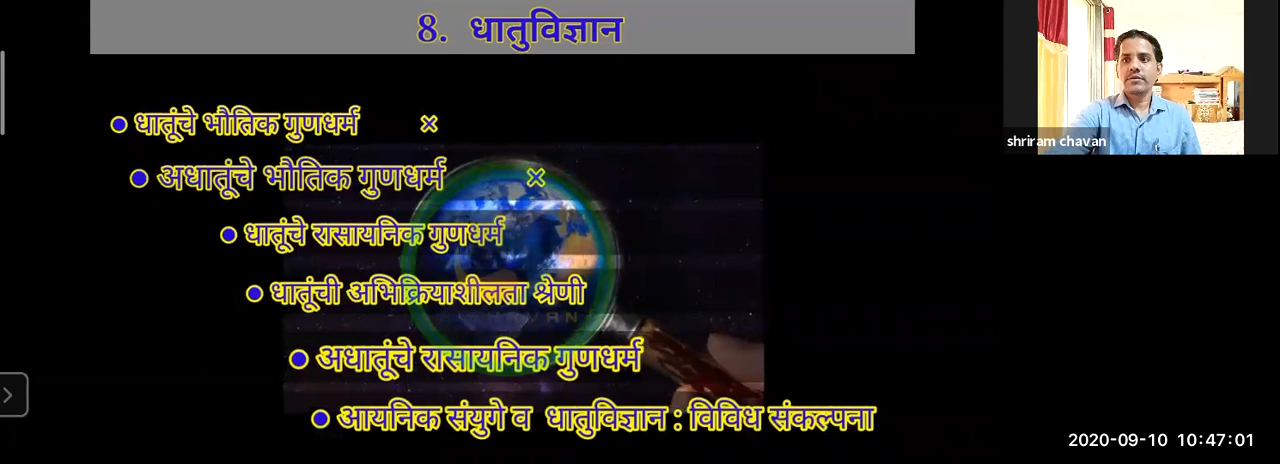 8. धातुविज्ञान
धातूंचे भौतिक गुणधर्म ×
अधातूंचे भौतिक गुणधर्म ×
धातूंचे रासायनिक गुणधर्म
धातूंची अभिक्रियाशीलता श्रेणी
अधातूंचे रासायनिक गुणधर्म
आयनिक संयुगे व धातुविज्ञान : विविध संकल्पना
shriram chavan
2020-09-10 10:47:01